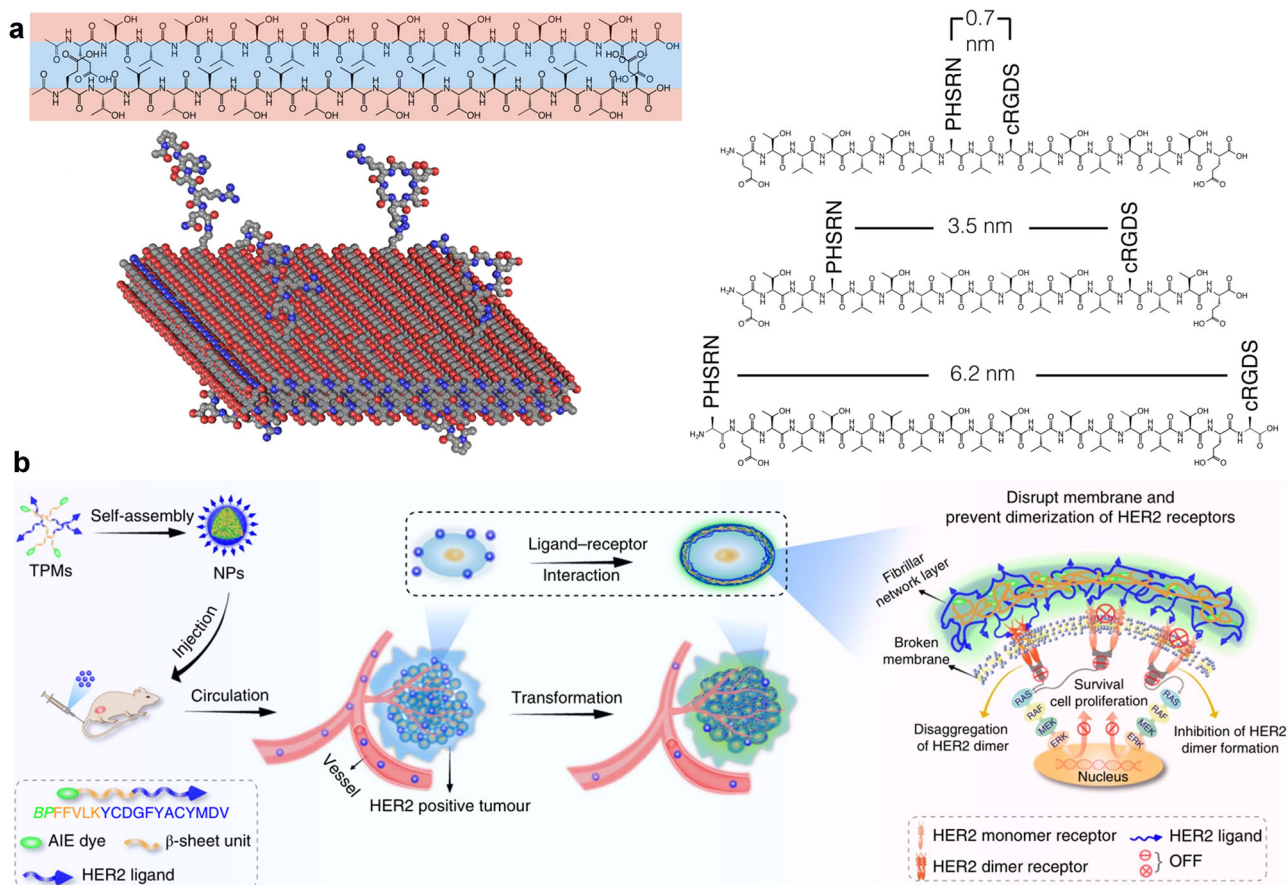 a
0.7
nm
PHSRN
cRGDS
PHSRN
3.5 nm
cRGDS
PHSRN
6.2 nm
cRGDS
b
Self-assembly
TPMs
NPs
Injection
Circulation
Ligand–receptor
Interaction
Vessel
HER2 positive tumour
Transformation
Disrupt membrane and
prevent dimerization of HER2 receptors
Fibrillar
network layer
Broken
membrane
Disaggregation
of HER2 dimer
Survival
cell proliferation
RAS
RAF
MEK
ERK
RAS
RAF
MEK
ERK
Inhibition of HER2
dimer formation
Nucleus
BPFFVLKYCDGFYACYMDV
AIE dye
β-sheet unit
HER2 ligand
HER2 monomer receptor
HER2 ligand
HER2 dimer receptor
OFF